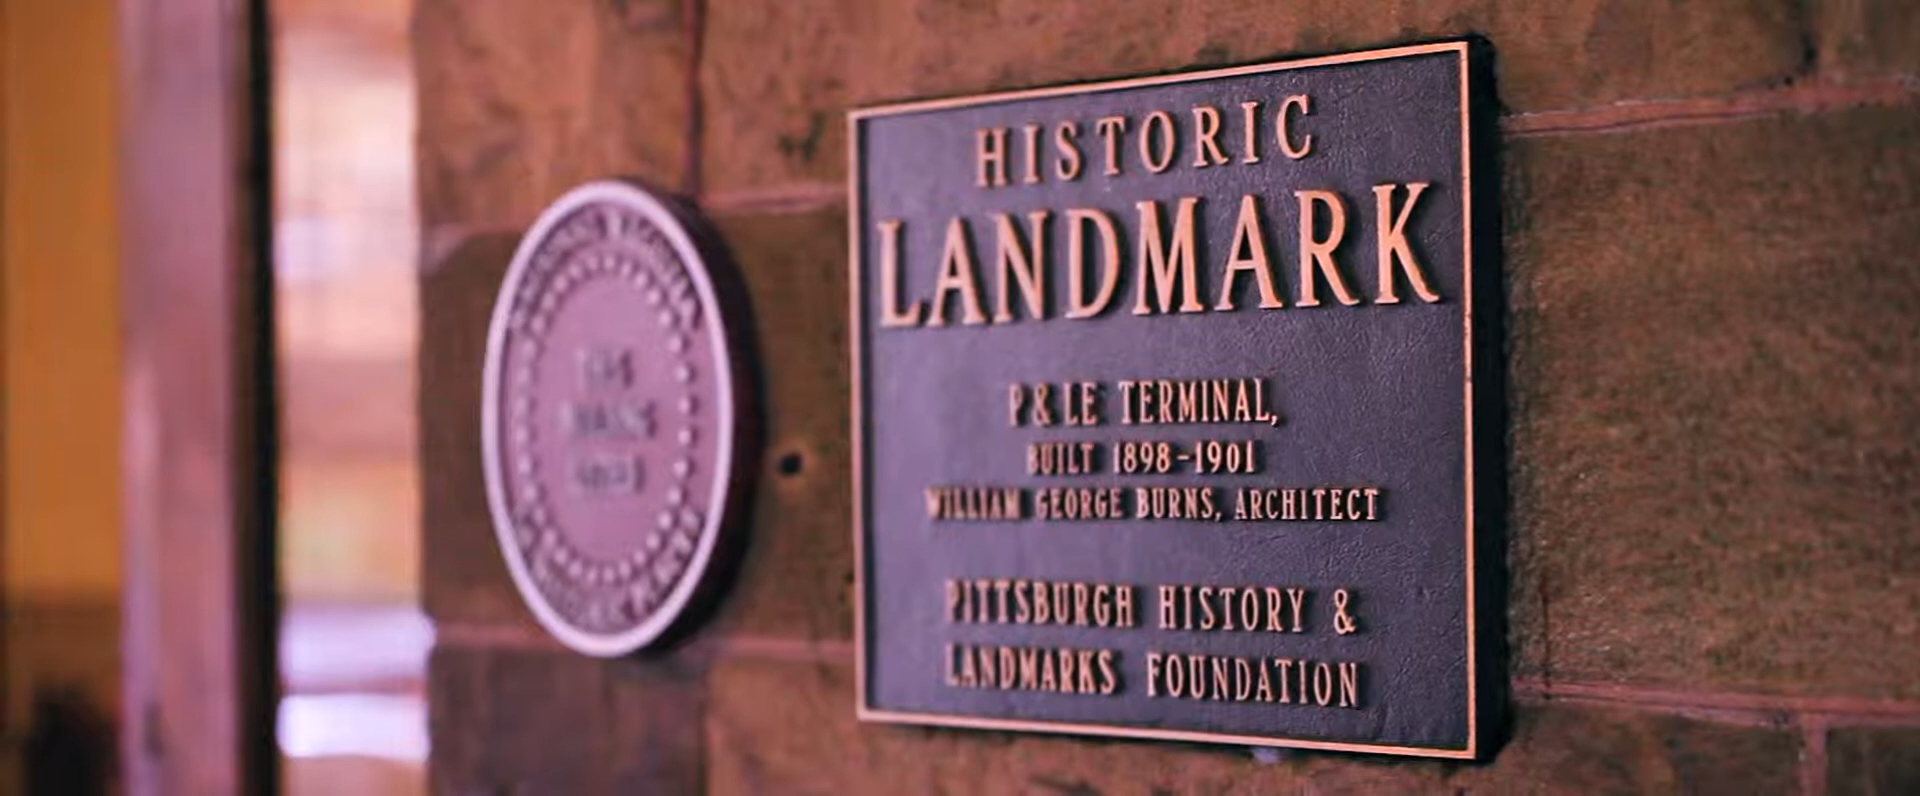 HISTORIC
LANDMARK
P & LE TERMINAL,
BUILT 1898-1901
WILLIAM GEORGE BURNS, ARCHITECT
PITTSBURGH HISTORY &
LANDMARKS FOUNDATION